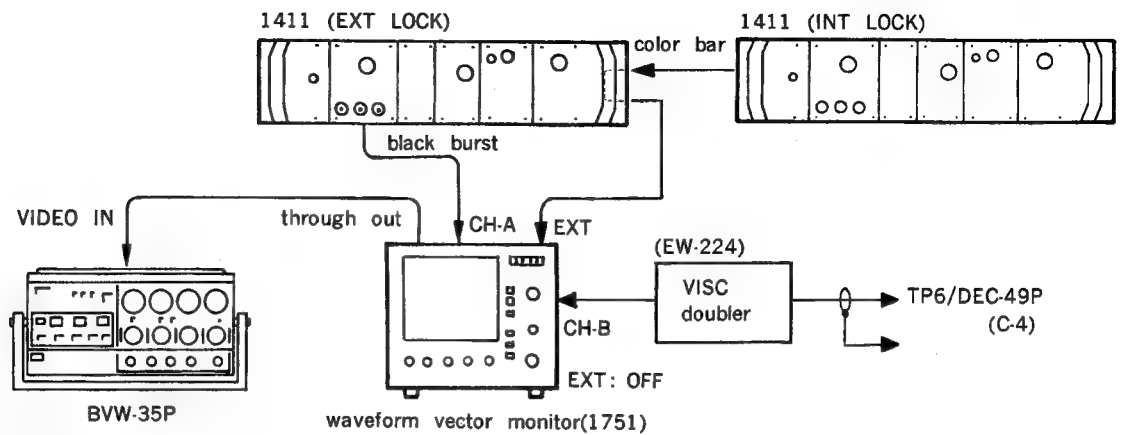 1411 (EXT LOCK)
color bar
1411 (INT LOCK)
black burst
VIDEO IN
through out
CH-A
EXT
(EW-224)
VISC
doubler
TP6/DEC-49P
(C-4)
CH-B
EXT: OFF
BVW-35P
waveform vector monitor(1751)